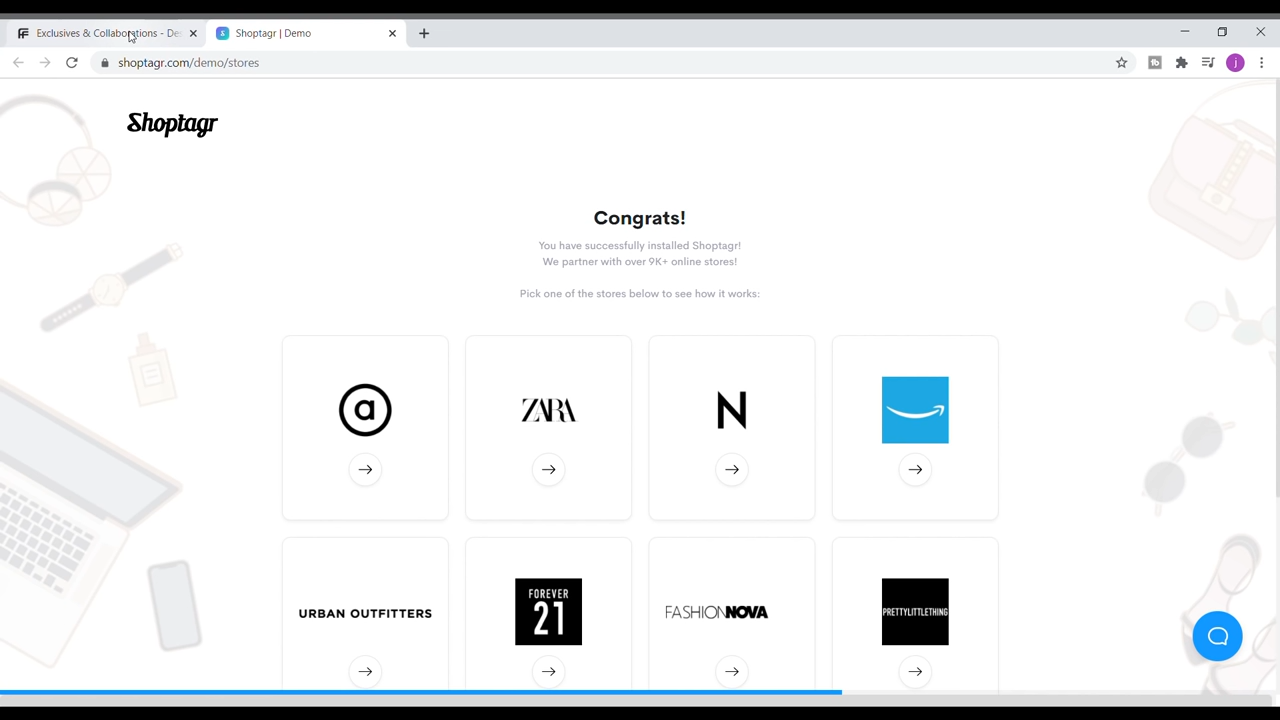 Exclusives & Collaborations - De
Shoptagr | Demo
shoptagr.com/demo/stores
j
Shoptagr
Congrats!
You have successfully installed Shoptagr!
We partner with over 9K+ online stores!
Pick one of the stores below to see how it works:
a
ZARA
N
URBAN OUTFITTERS
FOREVER
21
FASHIONNOVA
PRETTYLITTLETHING